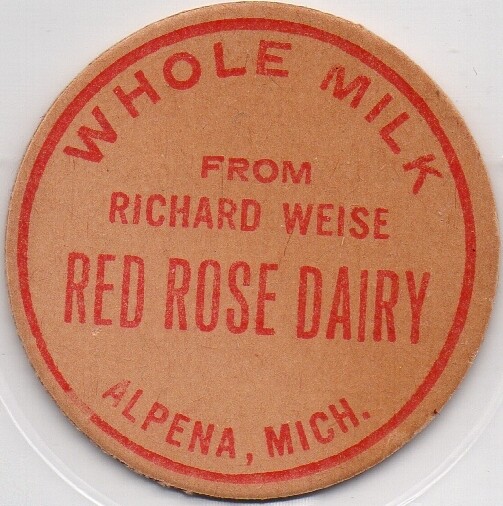 WHOLE MILK
FROM
RICHARD WEISE
RED ROSE DAIRY
ALPENA, MICH.